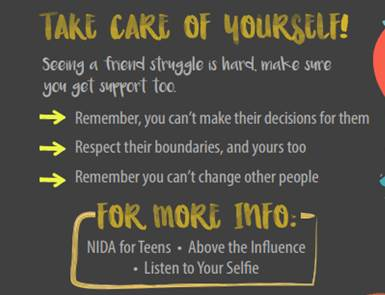 TAKE CARE OF YOURSELF!
Seeing a friend struggle is hard, make sure
you get support too.
Remember, you can't make their decisions for them
Respect their boundaries, and yours too
Remember you can't change other people
FOR MORE INFO:
NIDA for Teens • Above the Influence
• Listen to Your Selfie